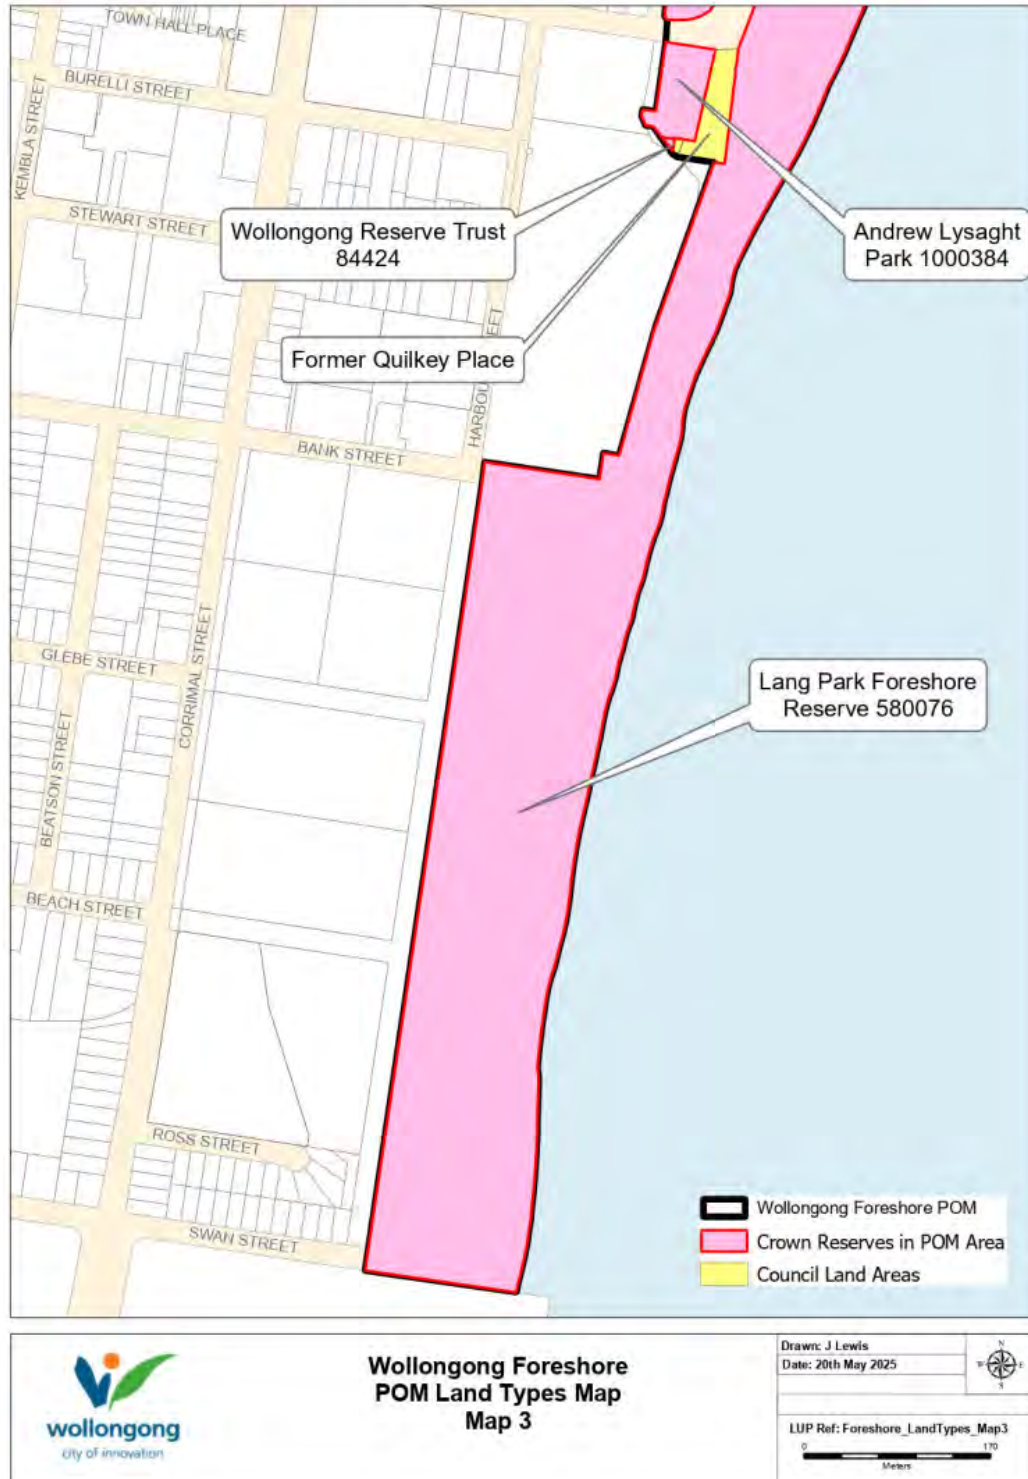 TOWN HALL PLACE
BURELLI STREET
KEMBLA STREET
STEWART STREET
Wollongong Reserve Trust
84424
Andrew Lysaght
Park 1000384
Former Quilkey Place
BANK STREET
GLEBE STREET
CORRIMAL STREET
Lang Park Foreshore
Reserve 580076
BEATSON STREET
BEACH STREET
ROSS STREET
SWAN STREET
Wollongong Foreshore POM
Crown Reserves in POM Area
Council Land Areas
wollongong
city of innovation
Wollongong Foreshore
POM Land Types Map
Map 3
Drawn: J Lewis
Date: 20th May 2025
N
W
E
S
LUP Ref: Foreshore_LandTypes_Map3
0 170
Meters